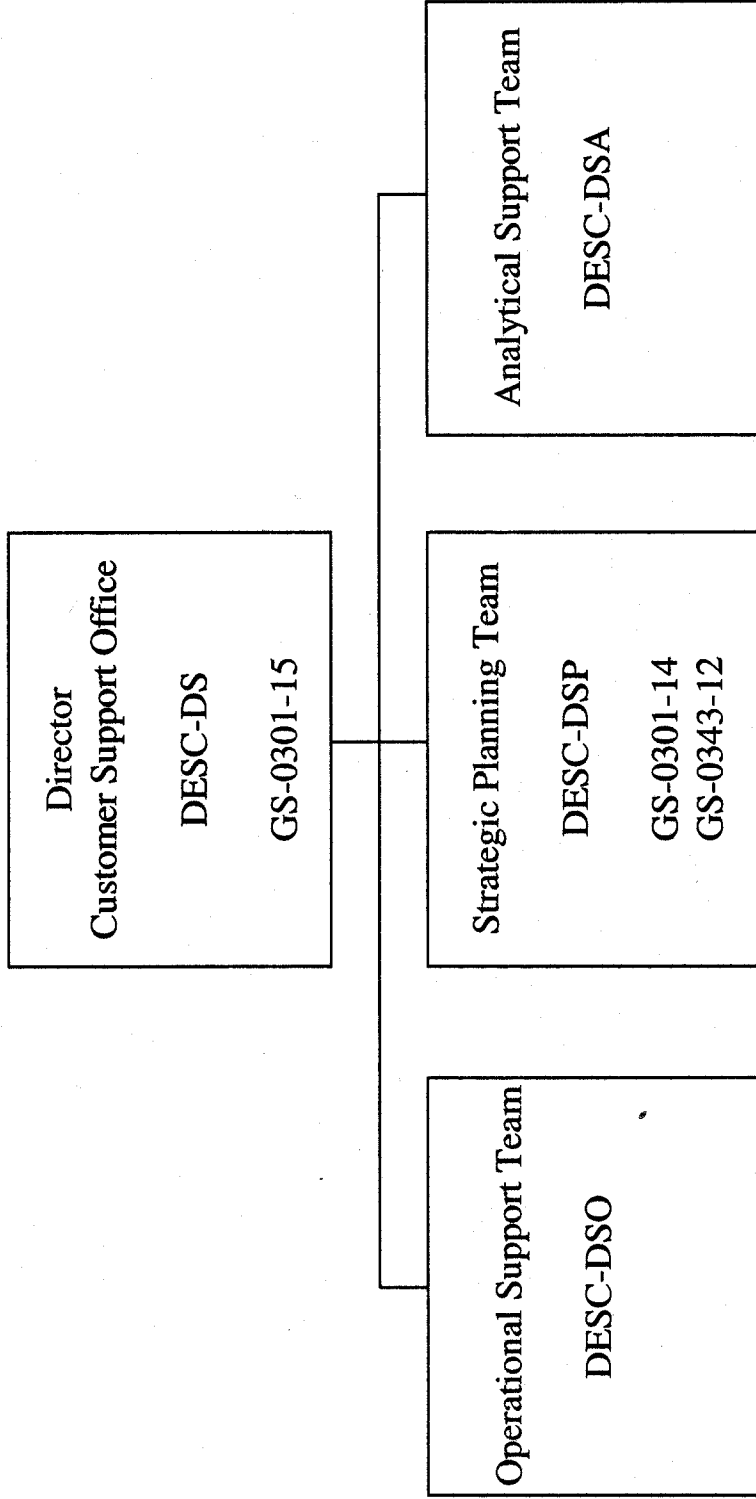 Director
Customer Support Office
DESC-DS
GS-0301-15
Operational Support Team
DESC-DSO
Strategic Planning Team
DESC-DSP
GS-0301-14
GS-0343-12
Analytical Support Team
DESC-DSA